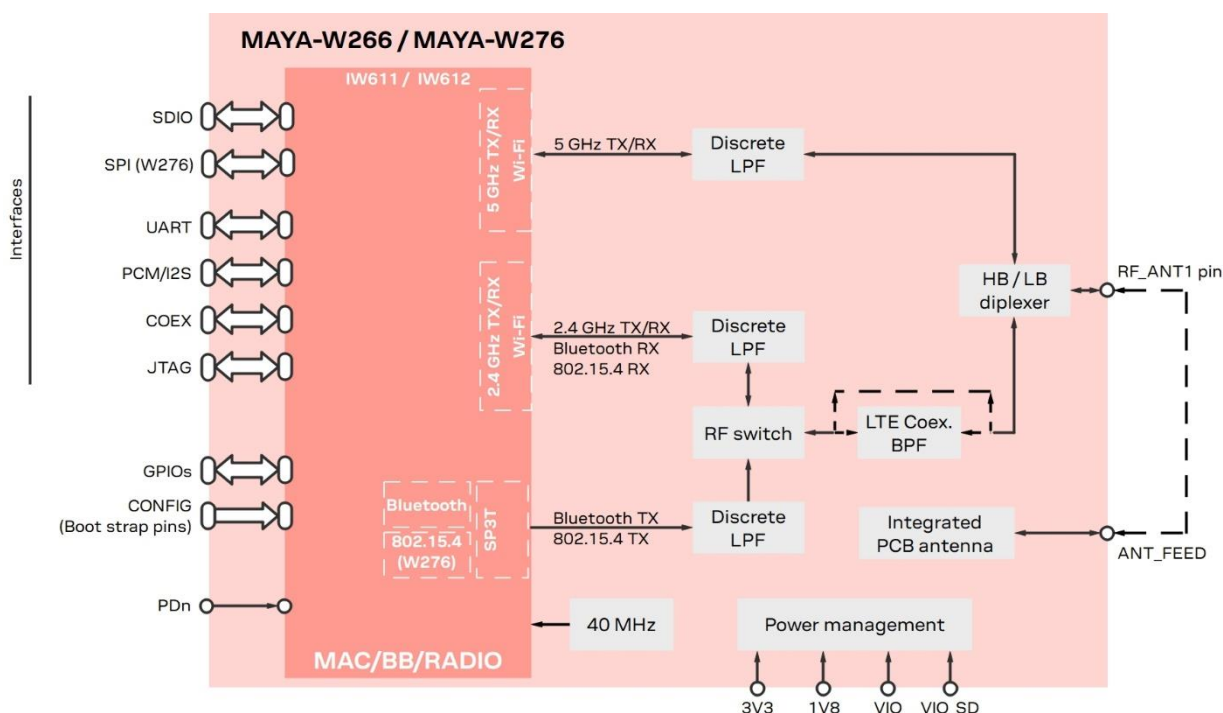 MAYA-W266 / MAYA-W276
IW611 / IW612
Interfaces
SDIO
SPI (W276)
UART
PCM/I2S
COEX
JTAG
GPIOs
CONFIG
(Boot strap pins)
PDn
5 GHz TX/RX
Wi-Fi
2.4 GHz TX/RX
Wi-Fi
Bluetooth
802.15.4
(W276)
SP3T
MAC/BB/RADIO
5 GHz TX/RX
Discrete
LPF
2.4 GHz TX/RX
Bluetooth RX
802.15.4 RX
Discrete
LPF
HB / LB
diplexer
RF_ANT1 pin
RF switch
LTE Coex.
BPF
Bluetooth TX
802.15.4 TX
Discrete
LPF
Integrated
PCB antenna
ANT_FEED
40 MHz
Power management
3V3
1V8
VIO
VIO_SD